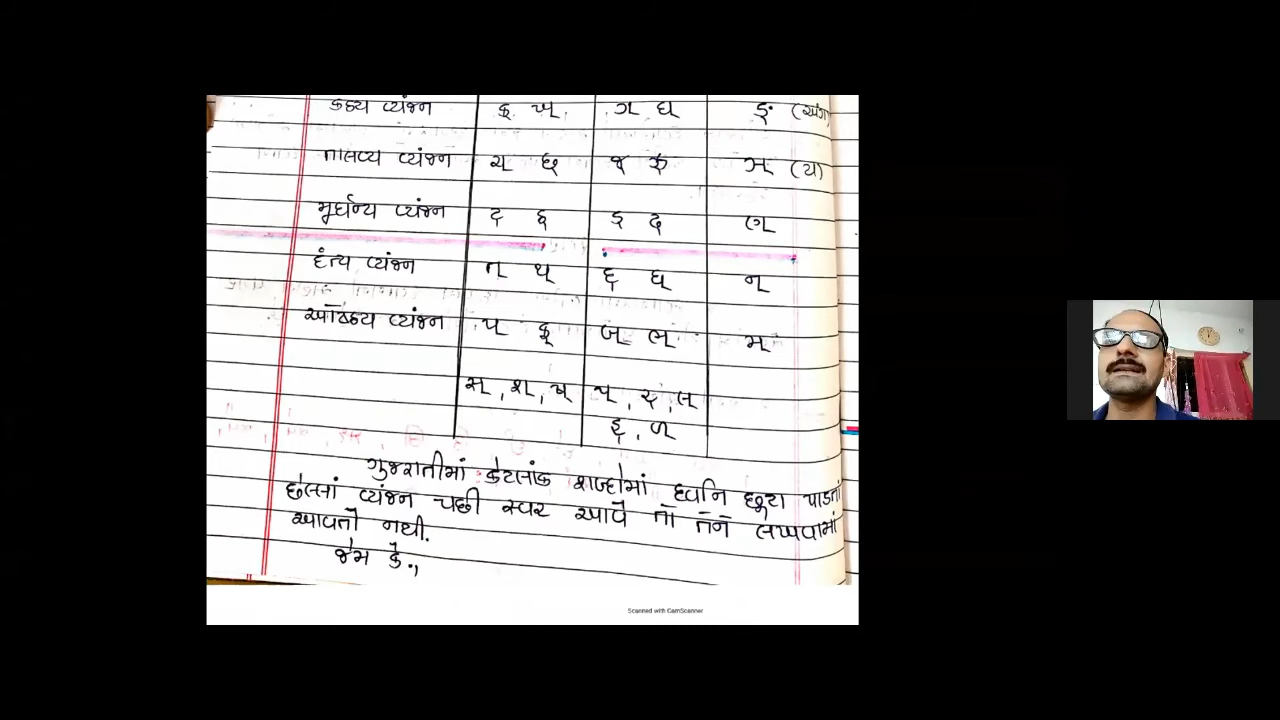 કંઠ્ય વ્યંજન ક્ ખ્ ગ્ ઘ્ ઙ્ (અંગ)
તાલવ્ય વ્યંજન ચ્ છ્ જ્ ઝ્ ઞ્ (ય)
મૂર્ધન્ય વ્યંજન ટ્ ઠ્ ડ્ ઢ્ ણ્
દંત્ય વ્યંજન ત્ થ્ દ્ ધ્ ન્
ઓષ્ઠ્ય વ્યંજન પ્ ફ્ બ્ ભ્ મ્
સ્, શ્, ષ્ ય્, ર્, લ્
હ્, ળ્
ગુજરાતીમાં કેટલાંક શબ્દોમાં ધ્વનિ છૂટા પાડતાં
છેલ્લાં વ્યંજન પછી સ્વર આવે તો તેને લખવામાં
આવતો નથી.
જેમ કે.,
Scanned with CamScanner